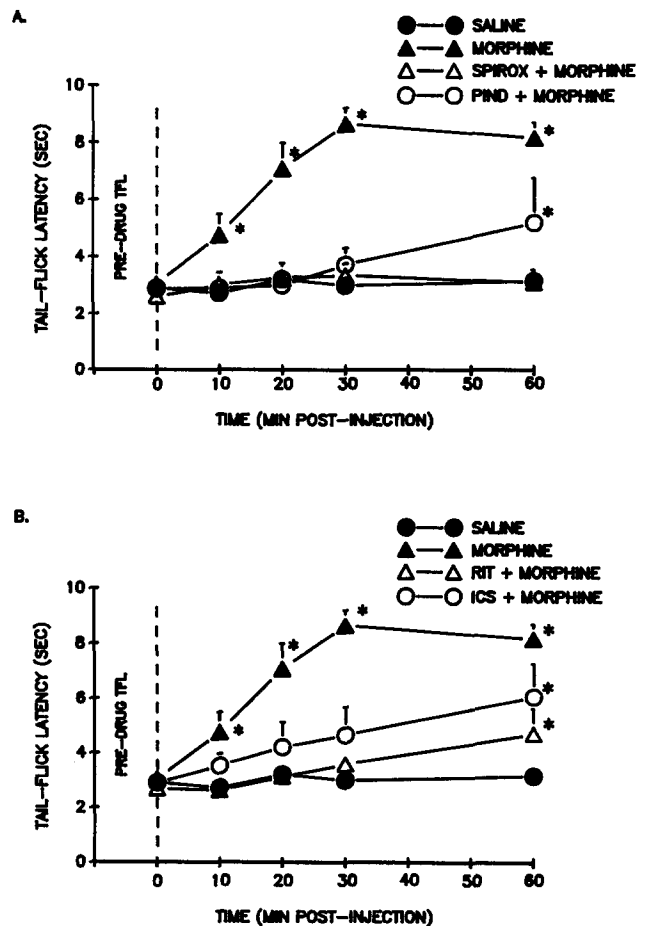 A.
SALINE
MORPHINE
SPIROX + MORPHINE
PIND + MORPHINE
TAIL-FLICK LATENCY (SEC)
PRE-DRUG TFL
10
8
6
4
2
0
* * * * *
0 10 20 30 40 50 60
TIME (MIN POST-INJECTION)
B.
SALINE
MORPHINE
RIT + MORPHINE
ICS + MORPHINE
TAIL-FLICK LATENCY (SEC)
PRE-DRUG TFL
10
8
6
4
2
0
* * * * * *
0 10 20 30 40 50 60
TIME (MIN POST-INJECTION)